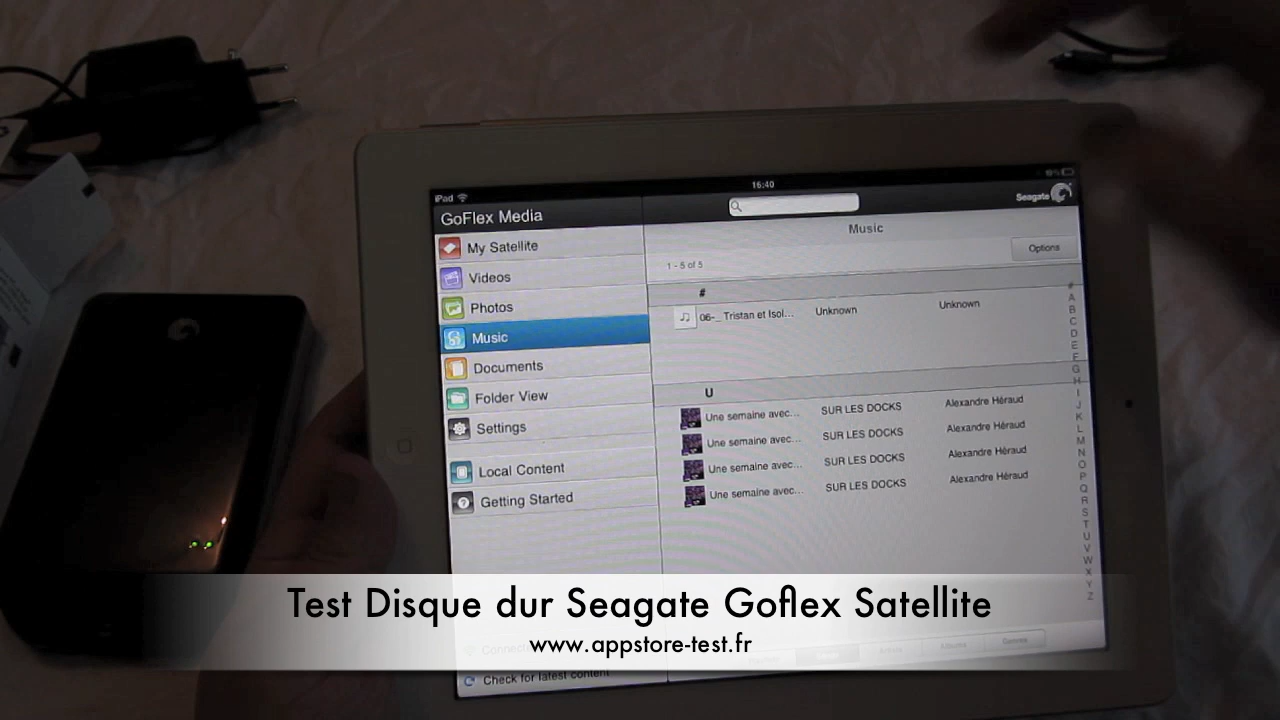 iPad
16:40
GoFlex Media
Seagate
My Satellite
Videos
Photos
Music
Documents
Folder View
Settings
Local Content
Getting Started
Check for latest content
Music
Options
1 - 5 of 5
#
06-_ Tristan et Isol... Unknown Unknown
U
Une semaine avec... SUR LES DOCKS Alexandre Héraud
Une semaine avec... SUR LES DOCKS Alexandre Héraud
Une semaine avec... SUR LES DOCKS Alexandre Héraud
Une semaine avec... SUR LES DOCKS Alexandre Héraud
#
A
B
C
D
E
F
G
H
I
J
K
L
M
N
O
P
Q
R
S
T
U
V
W
X
Y
Z
Albums
Genres
Test Disque dur Seagate Goflex Satellite
www.appstore-test.fr